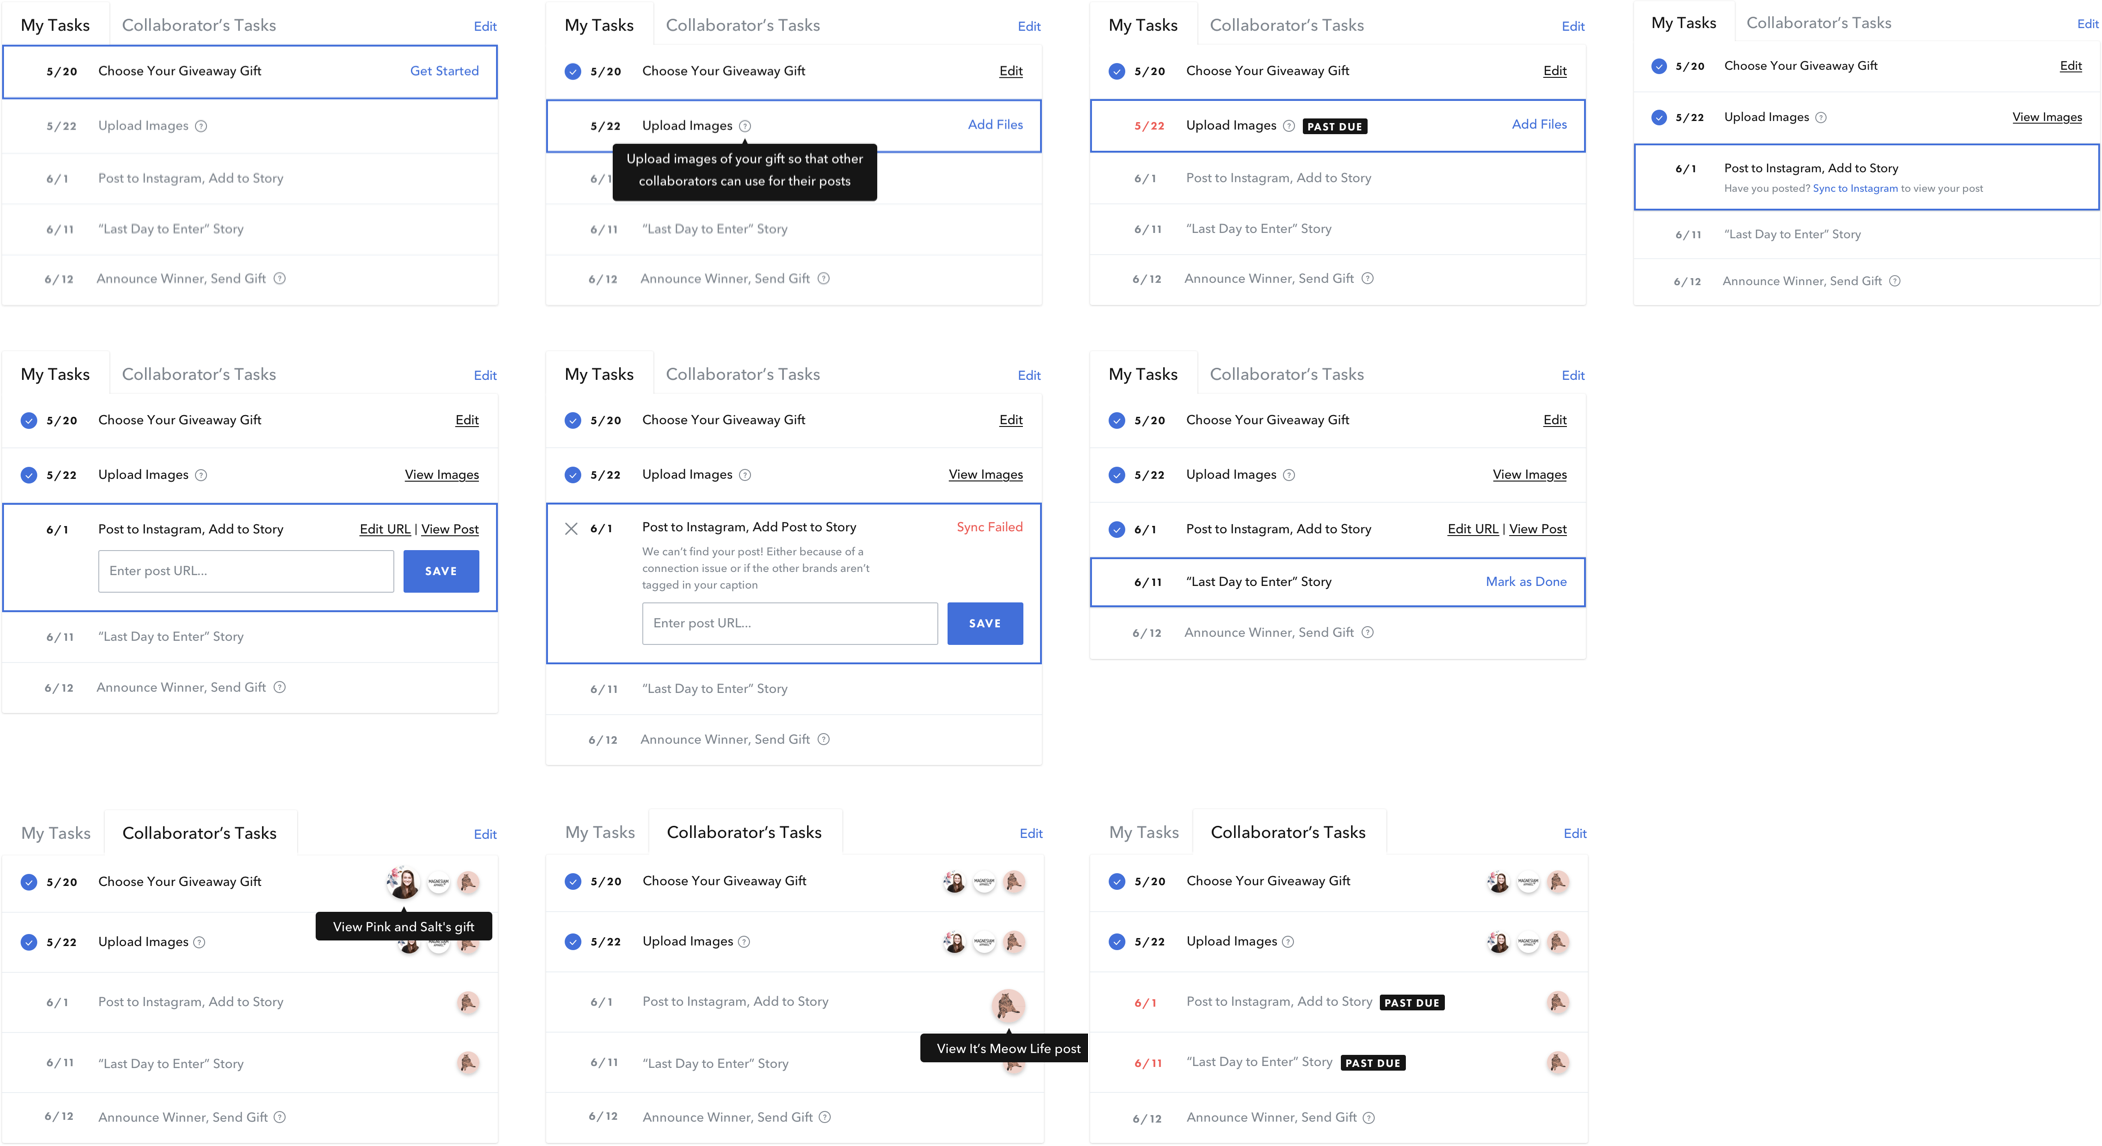 My Tasks Collaborator’s Tasks Edit
5/20 Choose Your Giveaway Gift Get Started
5/22 Upload Images ?
6/1 Post to Instagram, Add to Story
6/11 “Last Day to Enter” Story
6/12 Announce Winner, Send Gift ?
My Tasks Collaborator’s Tasks Edit
5/20 Choose Your Giveaway Gift Edit
5/22 Upload Images ? Add Files
Upload images of your gift so that other
collaborators can use for their posts
6/1
6/11 “Last Day to Enter” Story
6/12 Announce Winner, Send Gift ?
My Tasks Collaborator’s Tasks Edit
5/20 Choose Your Giveaway Gift Edit
5/22 Upload Images ? PAST DUE Add Files
6/1 Post to Instagram, Add to Story
6/11 “Last Day to Enter” Story
6/12 Announce Winner, Send Gift ?
My Tasks Collaborator’s Tasks Edit
5/20 Choose Your Giveaway Gift Edit
5/22 Upload Images ? View Images
6/1 Post to Instagram, Add to Story
Have you posted? Sync to Instagram to view your post
6/11 “Last Day to Enter” Story
6/12 Announce Winner, Send Gift ?
My Tasks Collaborator’s Tasks Edit
5/20 Choose Your Giveaway Gift Edit
5/22 Upload Images ? View Images
6/1 Post to Instagram, Add to Story Edit URL | View Post
Enter post URL... SAVE
6/11 “Last Day to Enter” Story
6/12 Announce Winner, Send Gift ?
My Tasks Collaborator’s Tasks Edit
5/20 Choose Your Giveaway Gift Edit
5/22 Upload Images ? View Images
6/1 Post to Instagram, Add Post to Story Sync Failed
We can’t find your post! Either because of a
connection issue or if the other brands aren’t
tagged in your caption
Enter post URL... SAVE
6/11 “Last Day to Enter” Story
6/12 Announce Winner, Send Gift ?
My Tasks Collaborator’s Tasks Edit
5/20 Choose Your Giveaway Gift Edit
5/22 Upload Images ? View Images
6/1 Post to Instagram, Add to Story Edit URL | View Post
6/11 “Last Day to Enter” Story Mark as Done
6/12 Announce Winner, Send Gift ?
My Tasks Collaborator’s Tasks Edit
5/20 Choose Your Giveaway Gift
View Pink and Salt's gift
5/22 Upload Images ?
6/1 Post to Instagram, Add to Story
6/11 “Last Day to Enter” Story
6/12 Announce Winner, Send Gift ?
My Tasks Collaborator’s Tasks Edit
5/20 Choose Your Giveaway Gift
5/22 Upload Images ?
6/1 Post to Instagram, Add to Story
View It’s Meow Life post
6/11 “Last Day to Enter” Story
6/12 Announce Winner, Send Gift ?
My Tasks Collaborator’s Tasks Edit
5/20 Choose Your Giveaway Gift
5/22 Upload Images ?
6/1 Post to Instagram, Add to Story PAST DUE
6/11 “Last Day to Enter” Story PAST DUE
6/12 Announce Winner, Send Gift ?